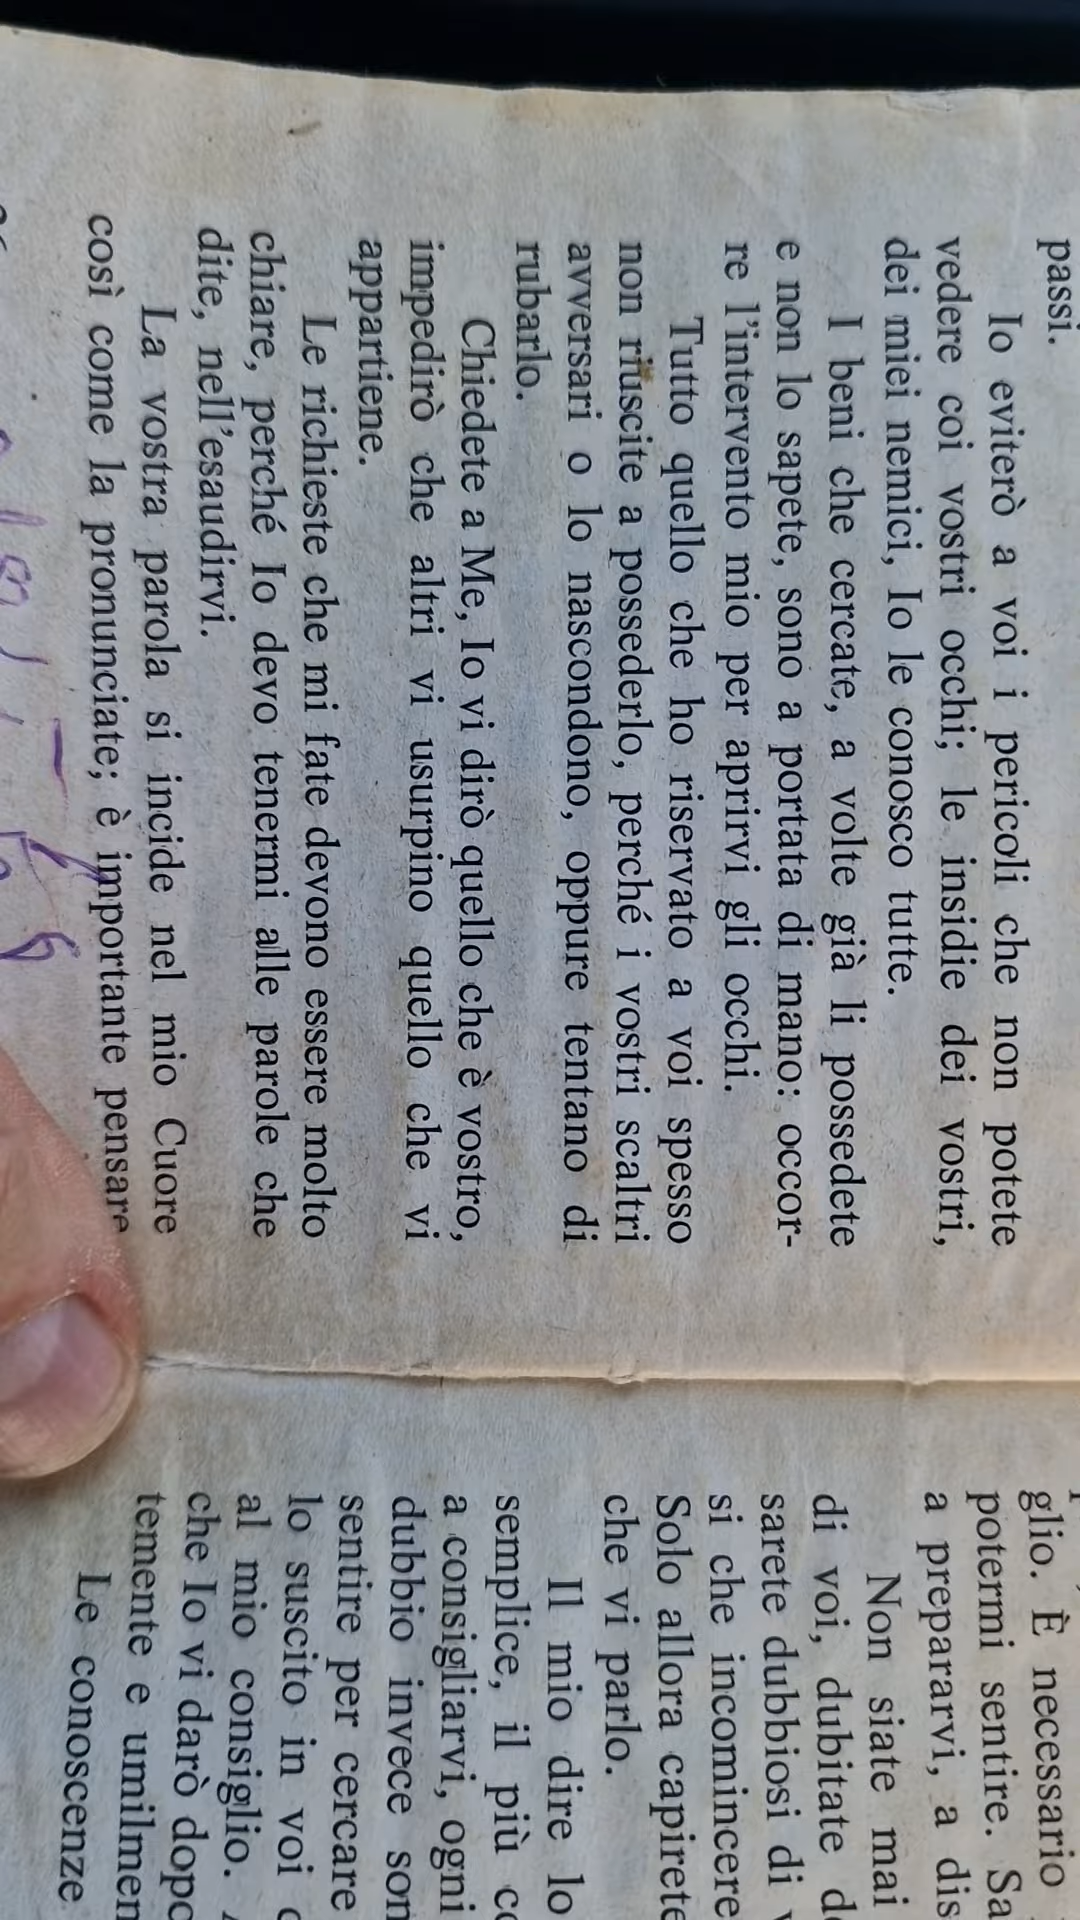 passi.
Io eviterò a voi i pericoli che non potete
vedere coi vostri occhi; le insidie dei vostri,
dei miei nemici, Io le conosco tutte.
I beni che cercate, a volte già li possedete
e non lo sapete, sono a portata di mano: occor-
re l'intervento mio per aprirvi gli occhi.
Tutto quello che ho riservato a voi spesso
non riuscite a possederlo, perché i vostri scaltri
avversari o lo nascondono, oppure tentano di
rubarlo.
Chiedete a Me, Io vi dirò quello che è vostro,
impedirò che altri vi usurpino quello che vi
appartiene.
Le richieste che mi fate devono essere molto
chiare, perché Io devo tenermi alle parole che
dite, nell'esaudirvi.
La vostra parola si incide nel mio Cuore
così come la pronunciate; è importante pensare
glio. È necessario
potermi sentire. Sa
a prepararvi, a dis
Non siate mai
di voi, dubitate d
sarete dubbiosi di
si che incomincere
Solo allora capirete
che vi parlo.
Il mio dire lo
semplice, il più co
a consigliarvi, ogni
dubbio invece son
sentire per cercare
lo suscito in voi
al mio consiglio.
che Io vi darò dopo
temente e umilmen
Le conoscenze